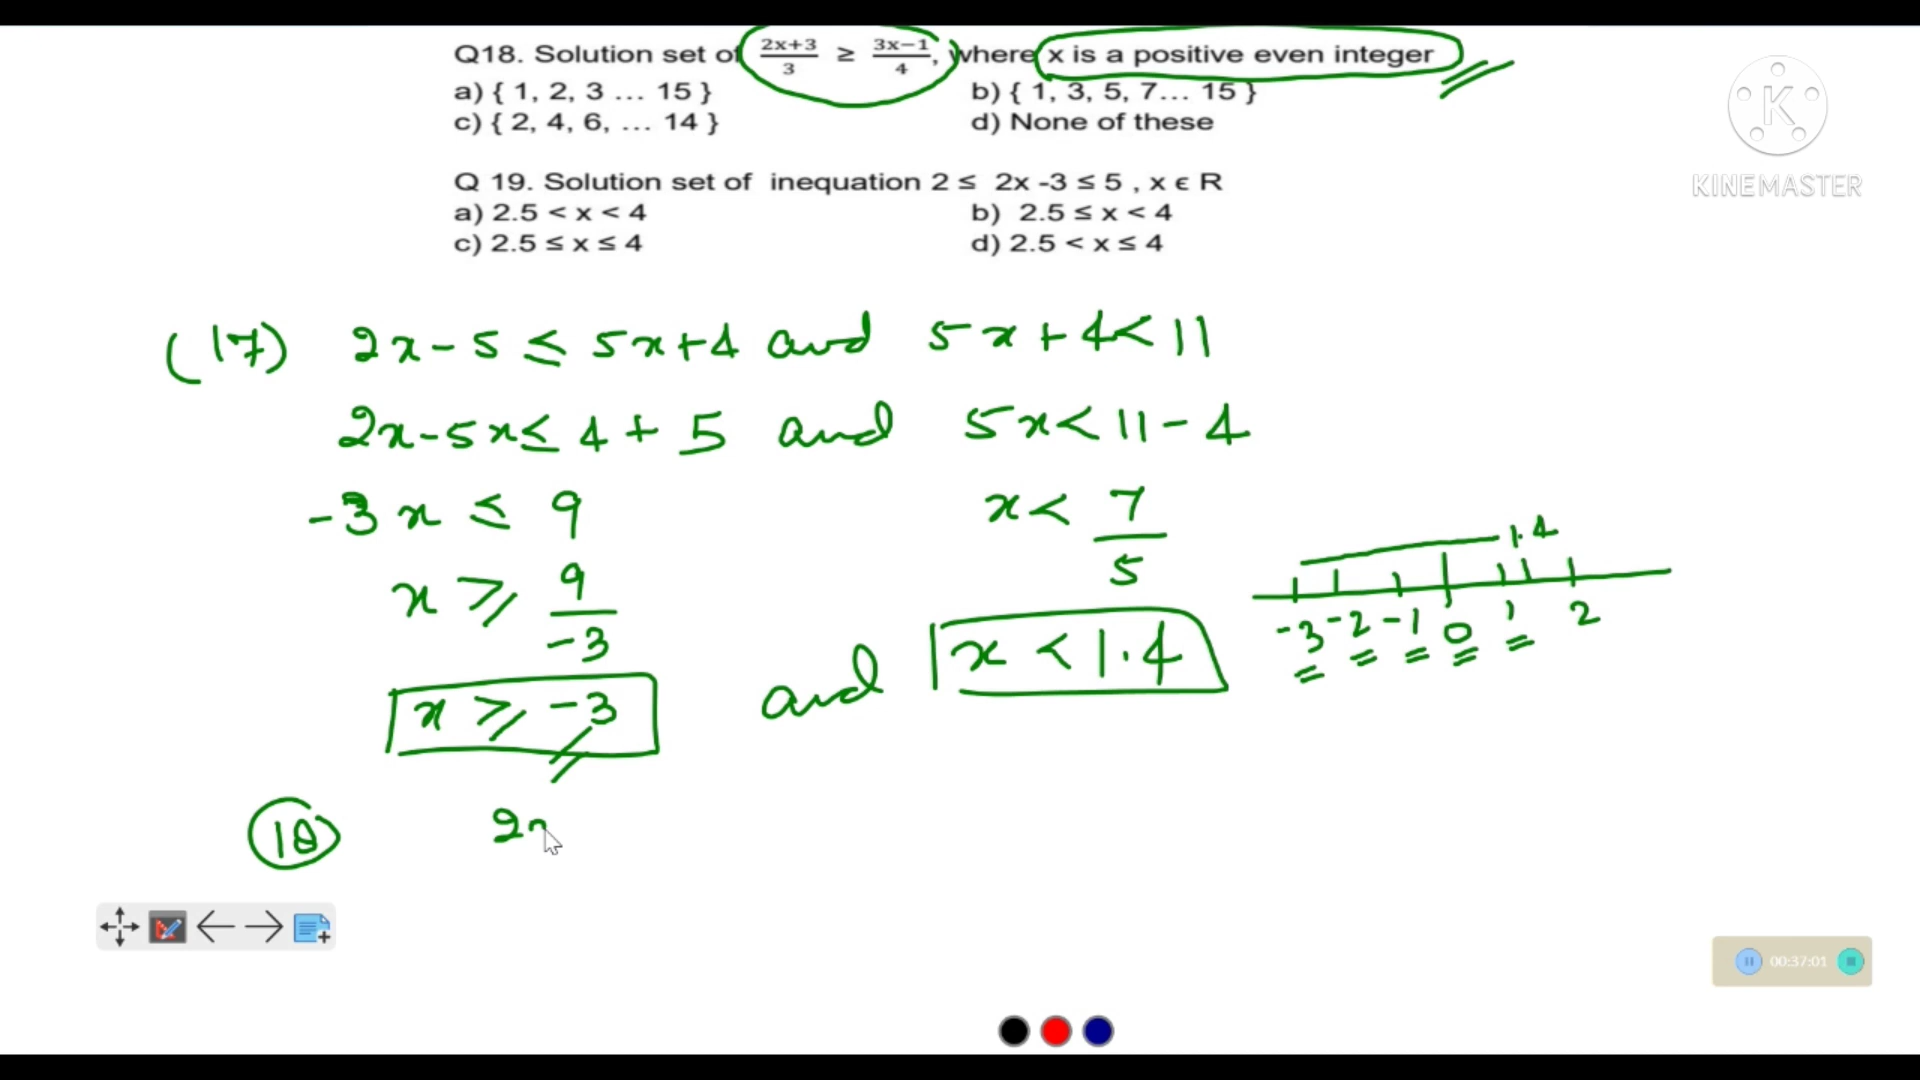 Q18. Solution set of (2x+3)/3 ≥ (3x−1)/4, where x is a positive even integer
a) { 1, 2, 3 ... 15 } b) { 1, 3, 5, 7... 15 }
c) { 2, 4, 6, ... 14 } d) None of these
Q 19. Solution set of inequation 2 ≤ 2x -3 ≤ 5 , x ϵ R
a) 2.5 < x < 4 b) 2.5 ≤ x < 4
c) 2.5 ≤ x ≤ 4 d) 2.5 < x ≤ 4
(17) 2x - 5 ≤ 5x + 4 and 5x + 4 < 11
2x - 5x ≤ 4 + 5 and 5x < 11 - 4
-3x ≤ 9 x < 7/5
x ≥ 9/-3
1.4
-3 -2 -1 0 1 2
x ≥ -3 and x < 1.4
18 2x
KINEMASTER
00:37:01